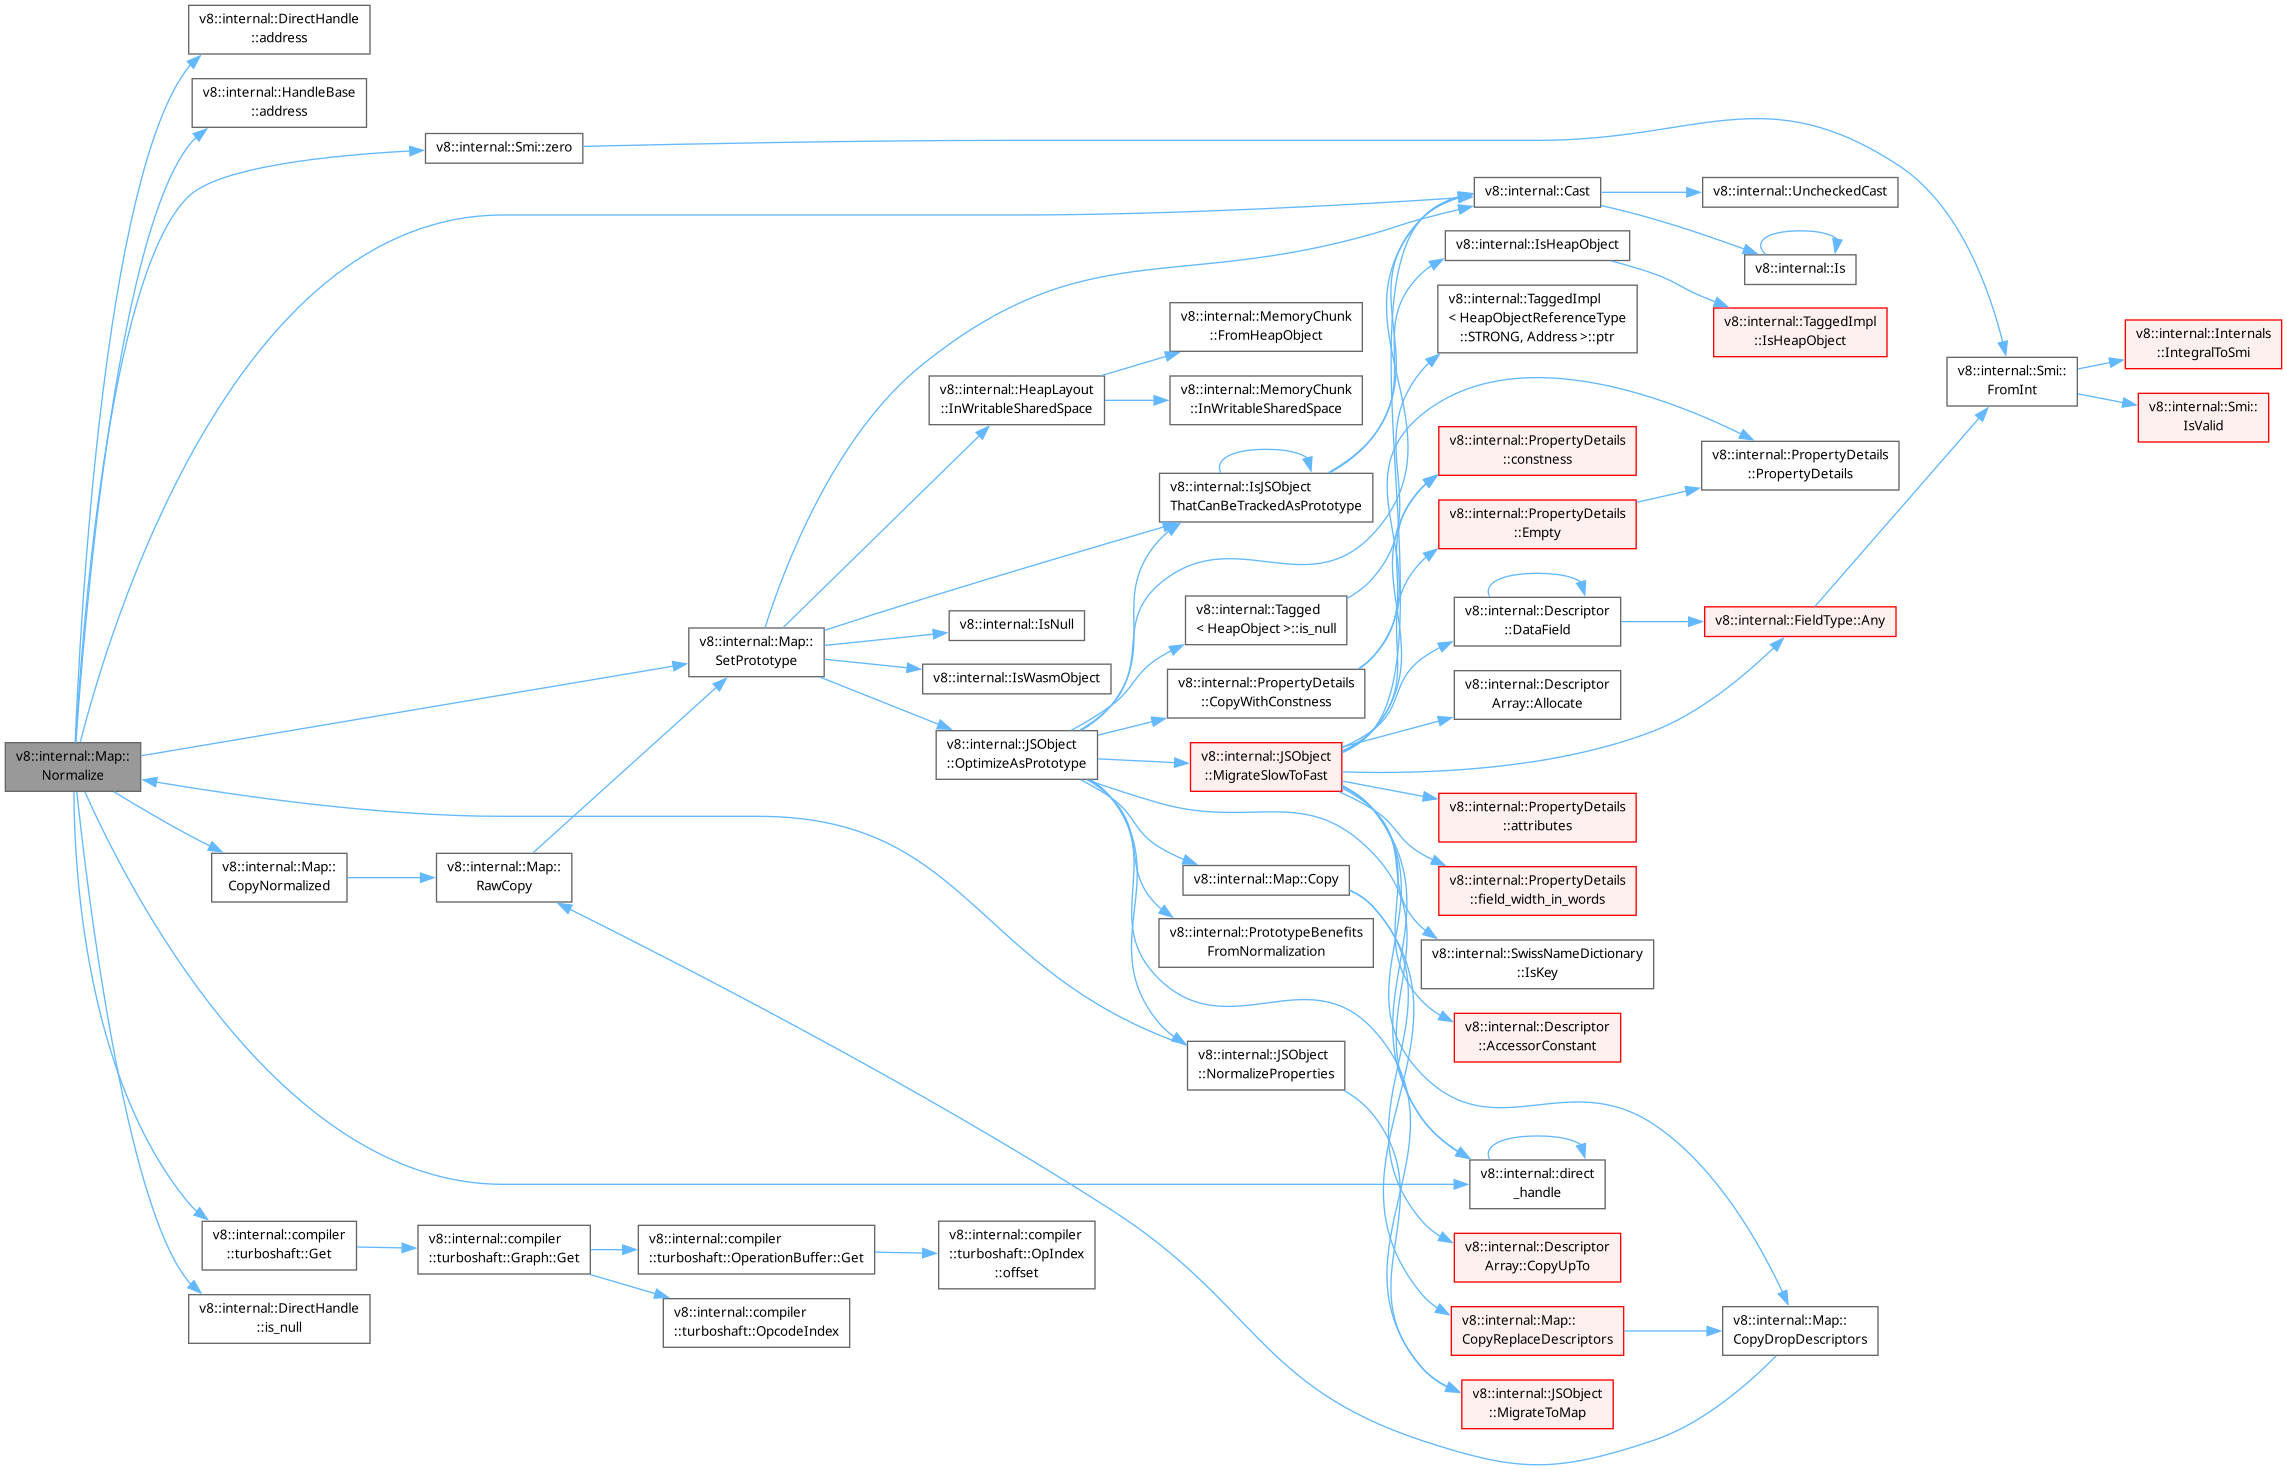 v8::internal::DirectHandle
::address
v8::internal::HandleBase
::address
v8::internal::Smi::zero
v8::internal::Cast
v8::internal::UncheckedCast
v8::internal::IsHeapObject
v8::internal::Is
v8::internal::TaggedImpl
< HeapObjectReferenceType
::STRONG, Address >::ptr
v8::internal::TaggedImpl
::IsHeapObject
v8::internal::MemoryChunk
::FromHeapObject
v8::internal::Internals
::IntegralToSmi
v8::internal::HeapLayout
::InWritableSharedSpace
v8::internal::MemoryChunk
::InWritableSharedSpace
v8::internal::Smi::
FromInt
v8::internal::Smi::
IsValid
v8::internal::PropertyDetails
::constness
v8::internal::PropertyDetails
::PropertyDetails
v8::internal::IsJSObject
ThatCanBeTrackedAsPrototype
v8::internal::PropertyDetails
::Empty
v8::internal::IsNull
v8::internal::Tagged
< HeapObject >::is_null
v8::internal::Descriptor
::DataField
v8::internal::FieldType::Any
v8::internal::Map::
SetPrototype
v8::internal::IsWasmObject
v8::internal::PropertyDetails
::CopyWithConstness
v8::internal::Descriptor
Array::Allocate
v8::internal::Map::
Normalize
v8::internal::JSObject
::OptimizeAsPrototype
v8::internal::JSObject
::MigrateSlowToFast
v8::internal::PropertyDetails
::attributes
v8::internal::Map::
CopyNormalized
v8::internal::Map::
RawCopy
v8::internal::Map::Copy
v8::internal::PropertyDetails
::field_width_in_words
v8::internal::PrototypeBenefits
FromNormalization
v8::internal::SwissNameDictionary
::IsKey
v8::internal::Descriptor
::AccessorConstant
v8::internal::JSObject
::NormalizeProperties
v8::internal::direct
_handle
v8::internal::compiler
::turboshaft::Get
v8::internal::compiler
::turboshaft::Graph::Get
v8::internal::compiler
::turboshaft::OperationBuffer::Get
v8::internal::compiler
::turboshaft::OpIndex
::offset
v8::internal::Descriptor
Array::CopyUpTo
v8::internal::DirectHandle
::is_null
v8::internal::compiler
::turboshaft::OpcodeIndex
v8::internal::Map::
CopyReplaceDescriptors
v8::internal::Map::
CopyDropDescriptors
v8::internal::JSObject
::MigrateToMap